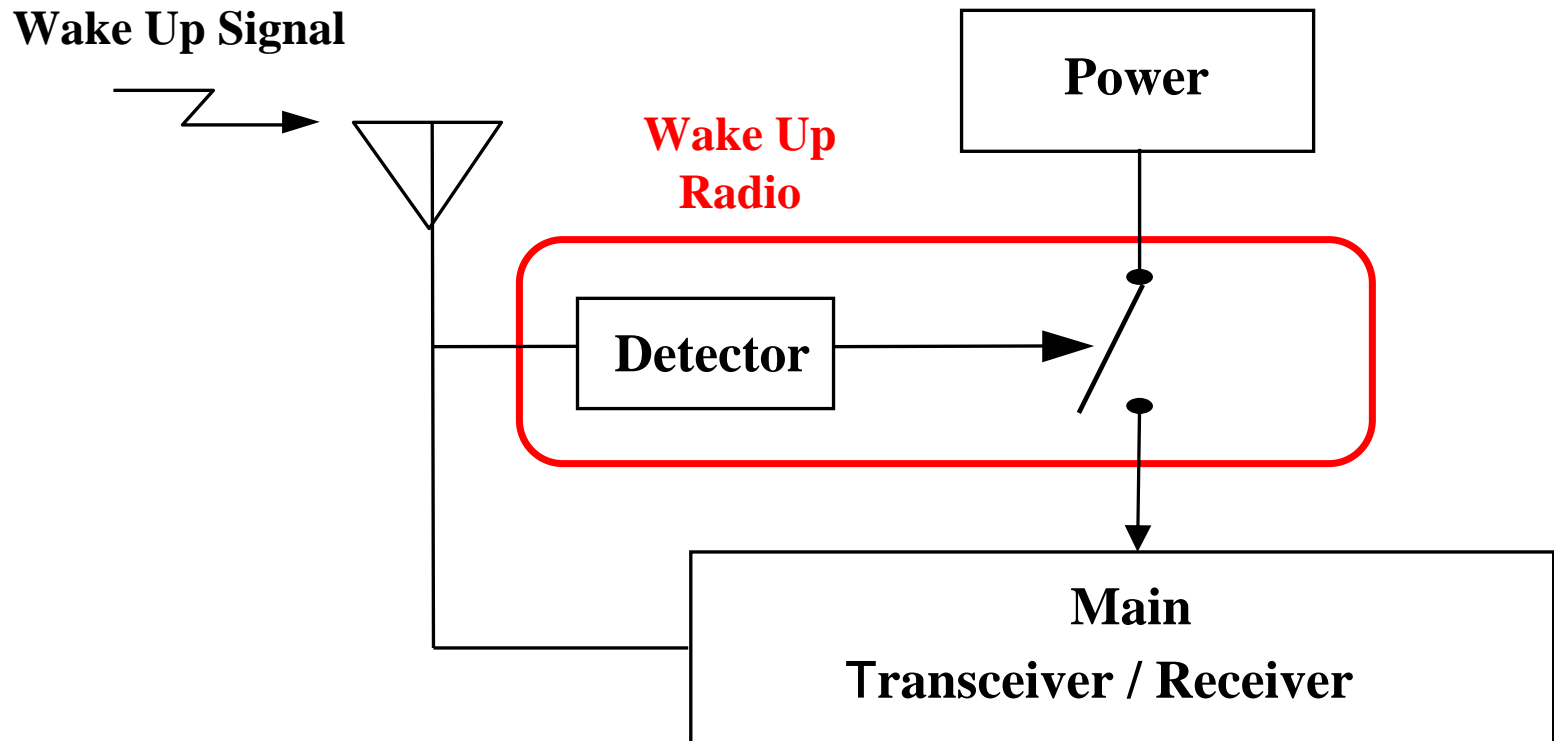 Wake Up Signal
Power
Wake Up
Radio
Detector
Main
Transceiver / Receiver